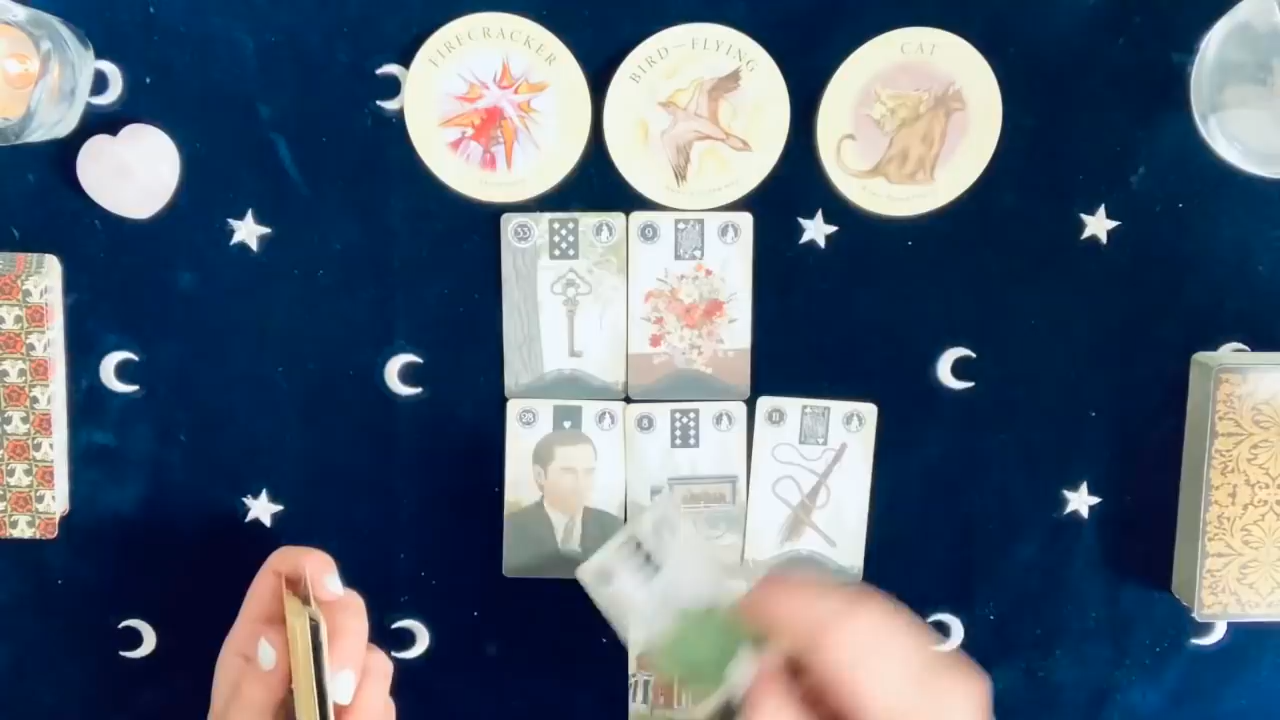 FIRECRACKER
BIRD—FLYING
CAT
33
9
28
8
11